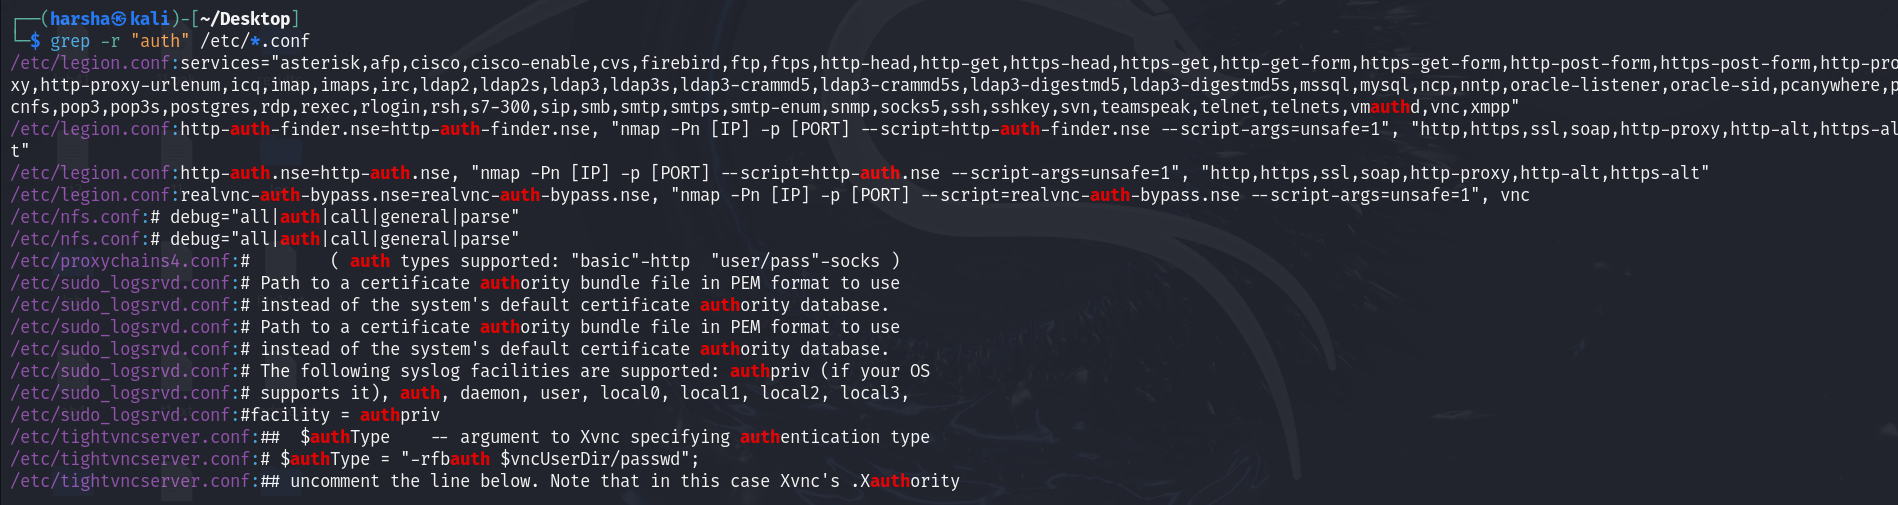 ┌──(harsha㉿kali)-[~/Desktop]
└─$ grep -r "auth" /etc/*.conf
/etc/legion.conf:services="asterisk,afp,cisco,cisco-enable,cvs,firebird,ftp,ftps,http-head,http-get,https-head,https-get,http-get-form,https-get-form,http-post-form,https-post-form,http-pro
xy,http-proxy-urlenum,icq,imap,imaps,irc,ldap2,ldap2s,ldap3,ldap3s,ldap3-crammd5,ldap3-crammd5s,ldap3-digestmd5,ldap3-digestmd5s,mssql,mysql,ncp,nntp,oracle-listener,oracle-sid,pcanywhere,p
cnfs,pop3,pop3s,postgres,rdp,rexec,rlogin,rsh,s7-300,sip,smb,smtp,smtps,smtp-enum,snmp,socks5,ssh,sshkey,svn,teamspeak,telnet,telnets,vmauthd,vnc,xmpp"
/etc/legion.conf:http-auth-finder.nse=http-auth-finder.nse, "nmap -Pn [IP] -p [PORT] --script=http-auth-finder.nse --script-args=unsafe=1", "http,https,ssl,soap,http-proxy,http-alt,https-al
t"
/etc/legion.conf:http-auth.nse=http-auth.nse, "nmap -Pn [IP] -p [PORT] --script=http-auth.nse --script-args=unsafe=1", "http,https,ssl,soap,http-proxy,http-alt,https-alt"
/etc/legion.conf:realvnc-auth-bypass.nse=realvnc-auth-bypass.nse, "nmap -Pn [IP] -p [PORT] --script=realvnc-auth-bypass.nse --script-args=unsafe=1", vnc
/etc/nfs.conf:# debug="all|auth|call|general|parse"
/etc/nfs.conf:# debug="all|auth|call|general|parse"
/etc/proxychains4.conf:#        ( auth types supported: "basic"-http  "user/pass"-socks )
/etc/sudo_logsrvd.conf:# Path to a certificate authority bundle file in PEM format to use
/etc/sudo_logsrvd.conf:# instead of the system's default certificate authority database.
/etc/sudo_logsrvd.conf:# Path to a certificate authority bundle file in PEM format to use
/etc/sudo_logsrvd.conf:# instead of the system's default certificate authority database.
/etc/sudo_logsrvd.conf:# The following syslog facilities are supported: authpriv (if your OS
/etc/sudo_logsrvd.conf:# supports it), auth, daemon, user, local0, local1, local2, local3,
/etc/sudo_logsrvd.conf:#facility = authpriv
/etc/tightvncserver.conf:##  $authType    -- argument to Xvnc specifying authentication type
/etc/tightvncserver.conf:# $authType = "-rfbauth $vncUserDir/passwd";
/etc/tightvncserver.conf:## uncomment the line below. Note that in this case Xvnc's .Xauthority